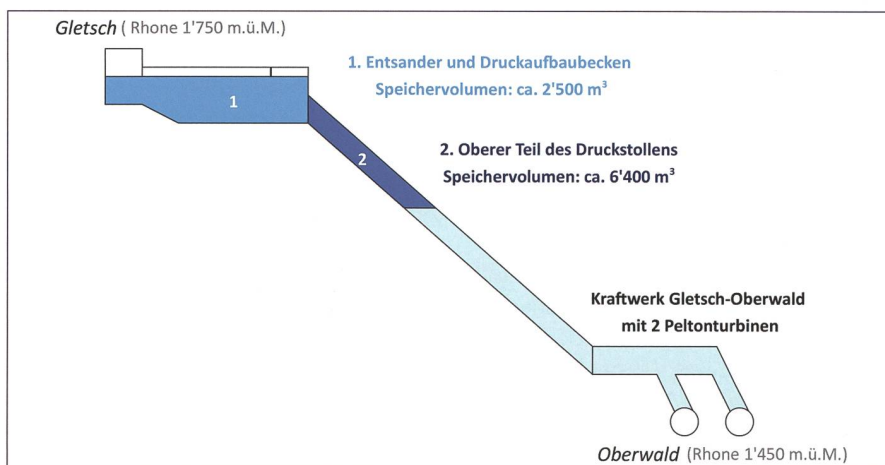 Gletsch ( Rhone 1'750 m.ü.M.)
1. Entsander und Druckaufbaubecken
Speichervolumen: ca. 2'500 m³
1
2. Oberer Teil des Druckstollens
Speichervolumen: ca. 6'400 m³
2
Kraftwerk Gletsch-Oberwald
mit 2 Peltonturbinen
Oberwald (Rhone 1'450 m.ü.M.)